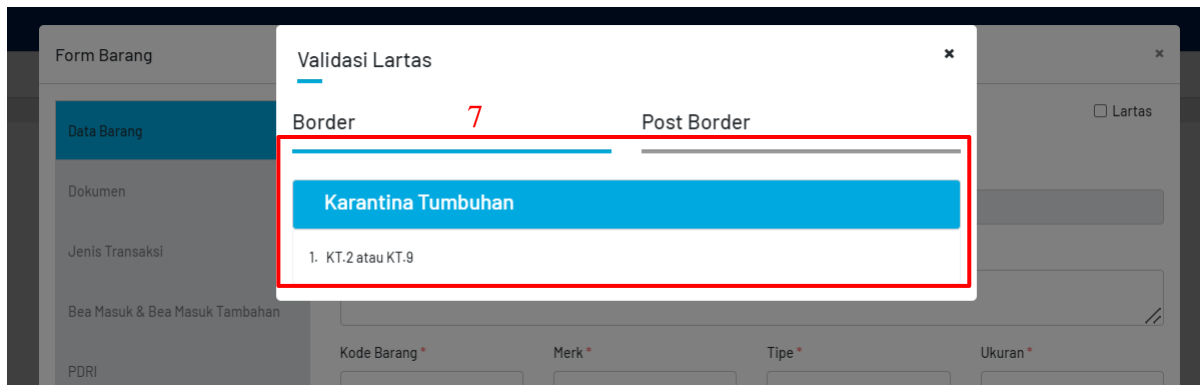 Form Barang
Validasi Lartas
×
×
Data Barang
Border
7
Post Border
Lartas
Dokumen
Karantina Tumbuhan
Jenis Transaksi
1. KT.2 atau KT.9
Bea Masuk & Bea Masuk Tambahan
PDRI
Kode Barang *
Merk *
Tipe *
Ukuran *